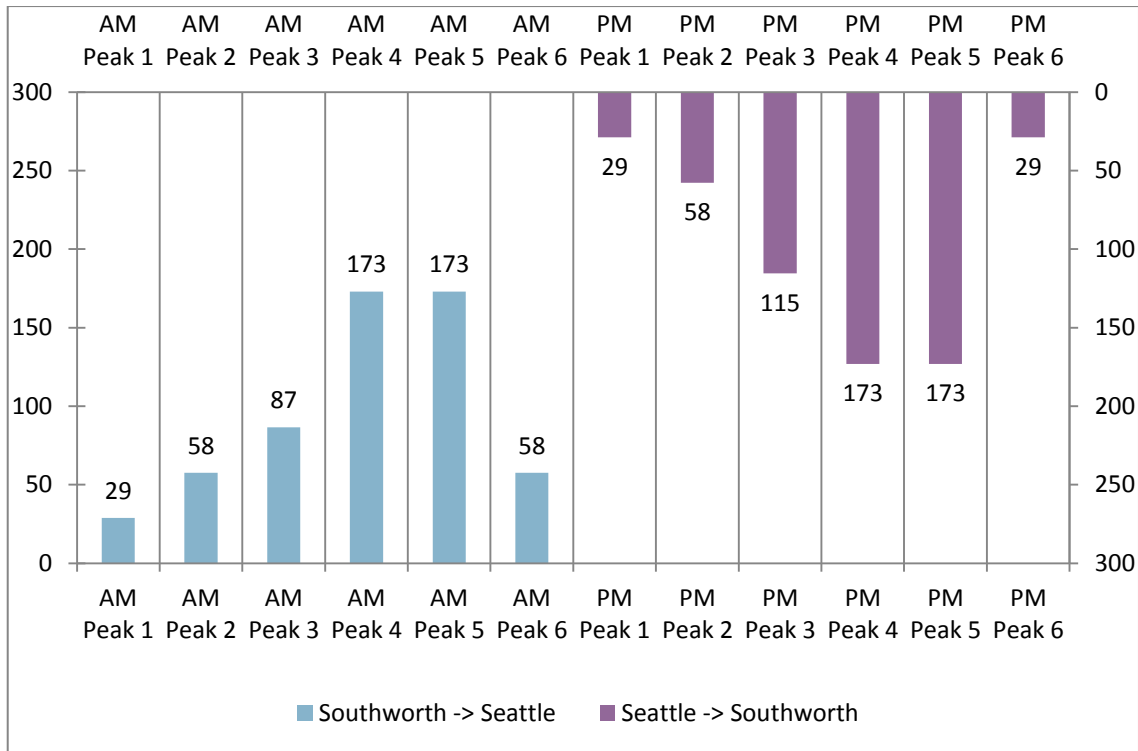 AM AM AM AM AM AM PM PM PM PM PM PM
Peak 1 Peak 2 Peak 3 Peak 4 Peak 5 Peak 6 Peak 1 Peak 2 Peak 3 Peak 4 Peak 5 Peak 6
300 0
29
250 50
29 58
200 100
173 173
115
150 150
87
100 173 173 200
58 58
50 29 250
0 300
AM AM AM AM AM AM PM PM PM PM PM PM
Peak 1 Peak 2 Peak 3 Peak 4 Peak 5 Peak 6 Peak 1 Peak 2 Peak 3 Peak 4 Peak 5 Peak 6
Southworth -> Seattle Seattle -> Southworth